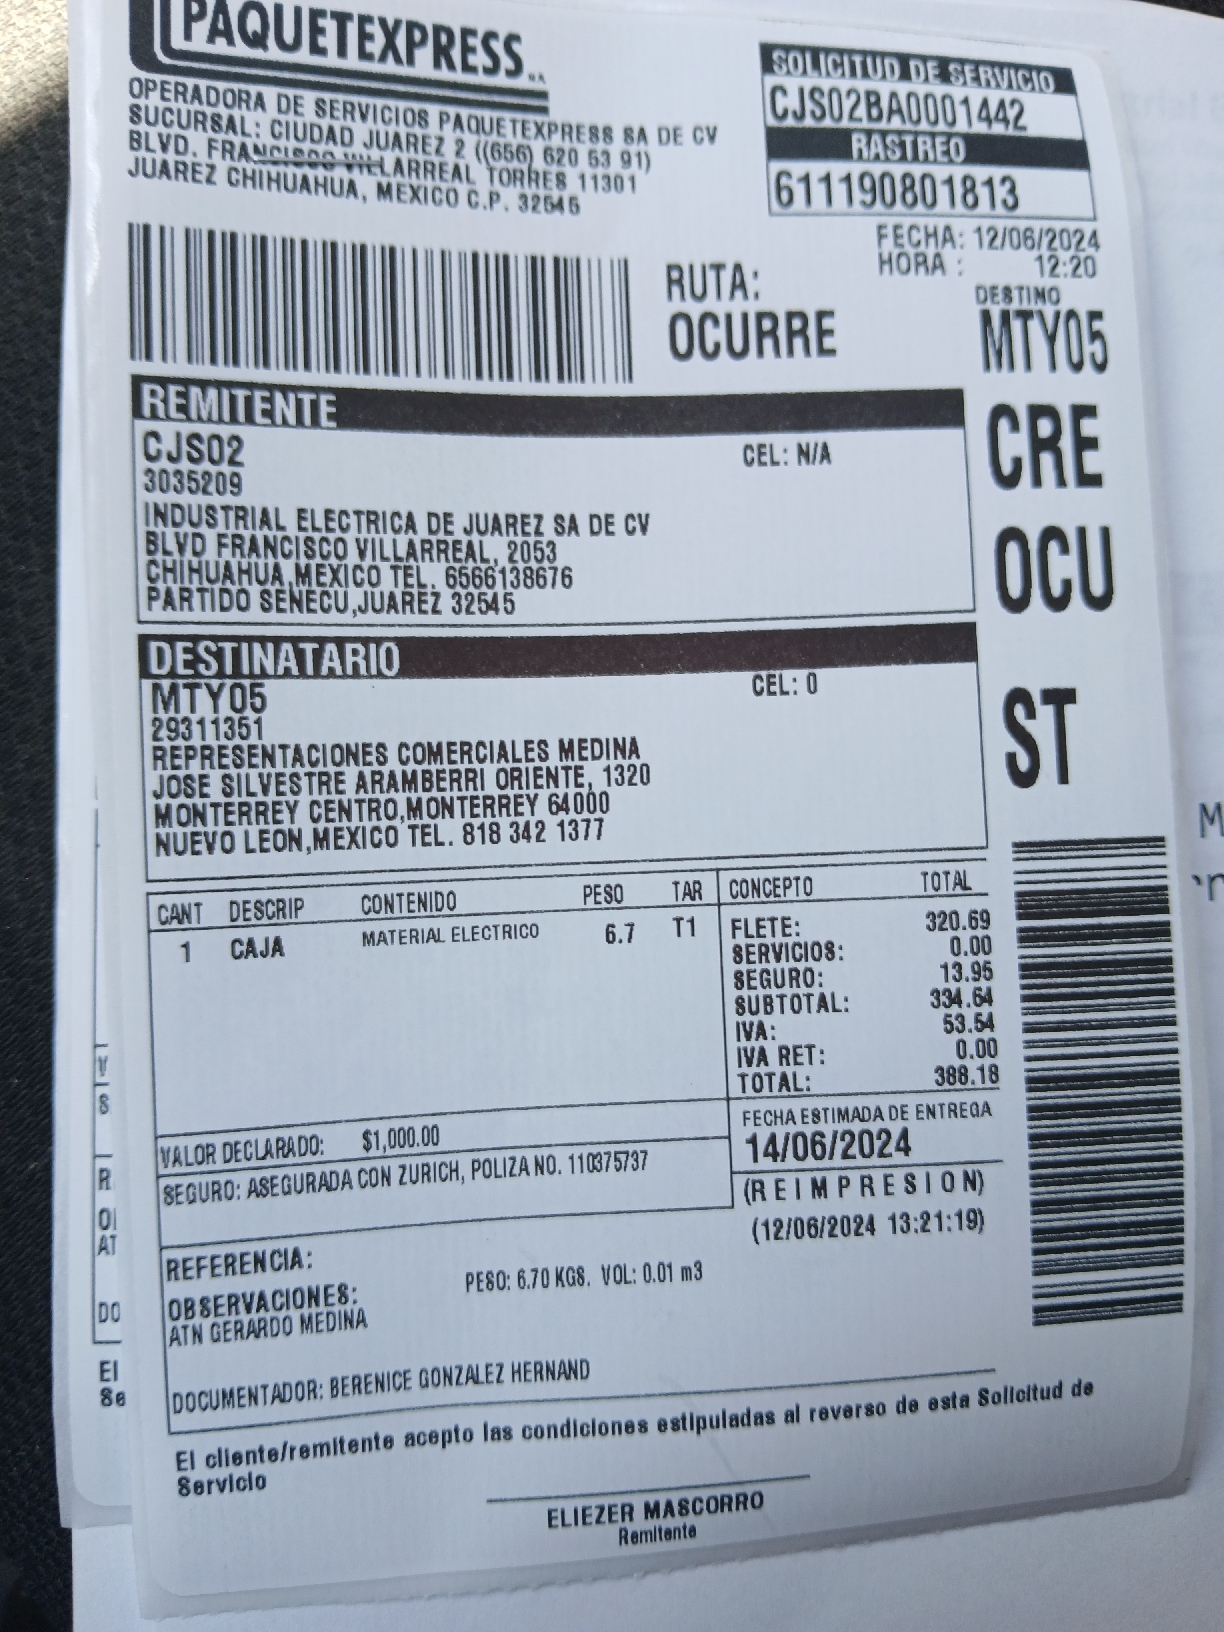 PAQUETEXPRESS
OPERADORA DE SERVICIOS PAQUETEXPRESS SA DE CV
SUCURSAL: CIUDAD JUAREZ 2 ((656) 620 53 91)
BLVD. FRANCISCO VILLARREAL TORRES 11301
JUAREZ CHIHUAHUA, MEXICO C.P. 32545
SOLICITUD DE SERVICIO
CJS02BA0001442
RASTREO
611190801813
FECHA: 12/06/2024
HORA : 12:20
RUTA:
OCURRE
DESTINO
MTY05
CRE
OCU
ST
REMITENTE
CJS02
CEL: N/A
3035209
INDUSTRIAL ELECTRICA DE JUAREZ SA DE CV
BLVD FRANCISCO VILLARREAL, 2053
CHIHUAHUA,MEXICO TEL. 6566138676
PARTIDO SENECU,JUAREZ 32545
DESTINATARIO
MTY05
CEL: 0
29311351
REPRESENTACIONES COMERCIALES MEDINA
JOSE SILVESTRE ARAMBERRI ORIENTE, 1320
MONTERREY CENTRO,MONTERREY 64000
NUEVO LEON,MEXICO TEL. 818 342 1377
CANT DESCRIP CONTENIDO PESO TAR CONCEPTO TOTAL
1 CAJA MATERIAL ELECTRICO 6.7 T1
FLETE: 320.69
SERVICIOS: 0.00
SEGURO: 13.95
SUBTOTAL: 334.64
IVA: 53.54
IVA RET: 0.00
TOTAL: 388.18
VALOR DECLARADO: $1,000.00
SEGURO: ASEGURADA CON ZURICH, POLIZA NO. 110375737
FECHA ESTIMADA DE ENTREGA
14/06/2024
(REIMPRESION)
(12/06/2024 13:21:19)
REFERENCIA:
PESO: 6.70 KGS. VOL: 0.01 m3
OBSERVACIONES:
ATN GERARDO MEDINA
DOCUMENTADOR: BERENICE GONZALEZ HERNAND
El cliente/remitente acepto las condiciones estipuladas al reverso de esta Solicitud de
Servicio
ELIEZER MASCORRO
Remitente